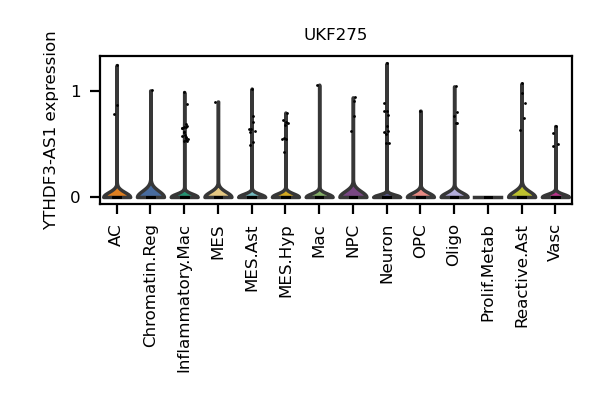 UKF275
YTHDF3-AS1 expression
1
0
AC
Chromatin.Reg
Inflammatory.Mac
MES
MES.Ast
MES.Hyp
Mac
NPC
Neuron
OPC
Oligo
Prolif.Metab
Reactive.Ast
Vasc